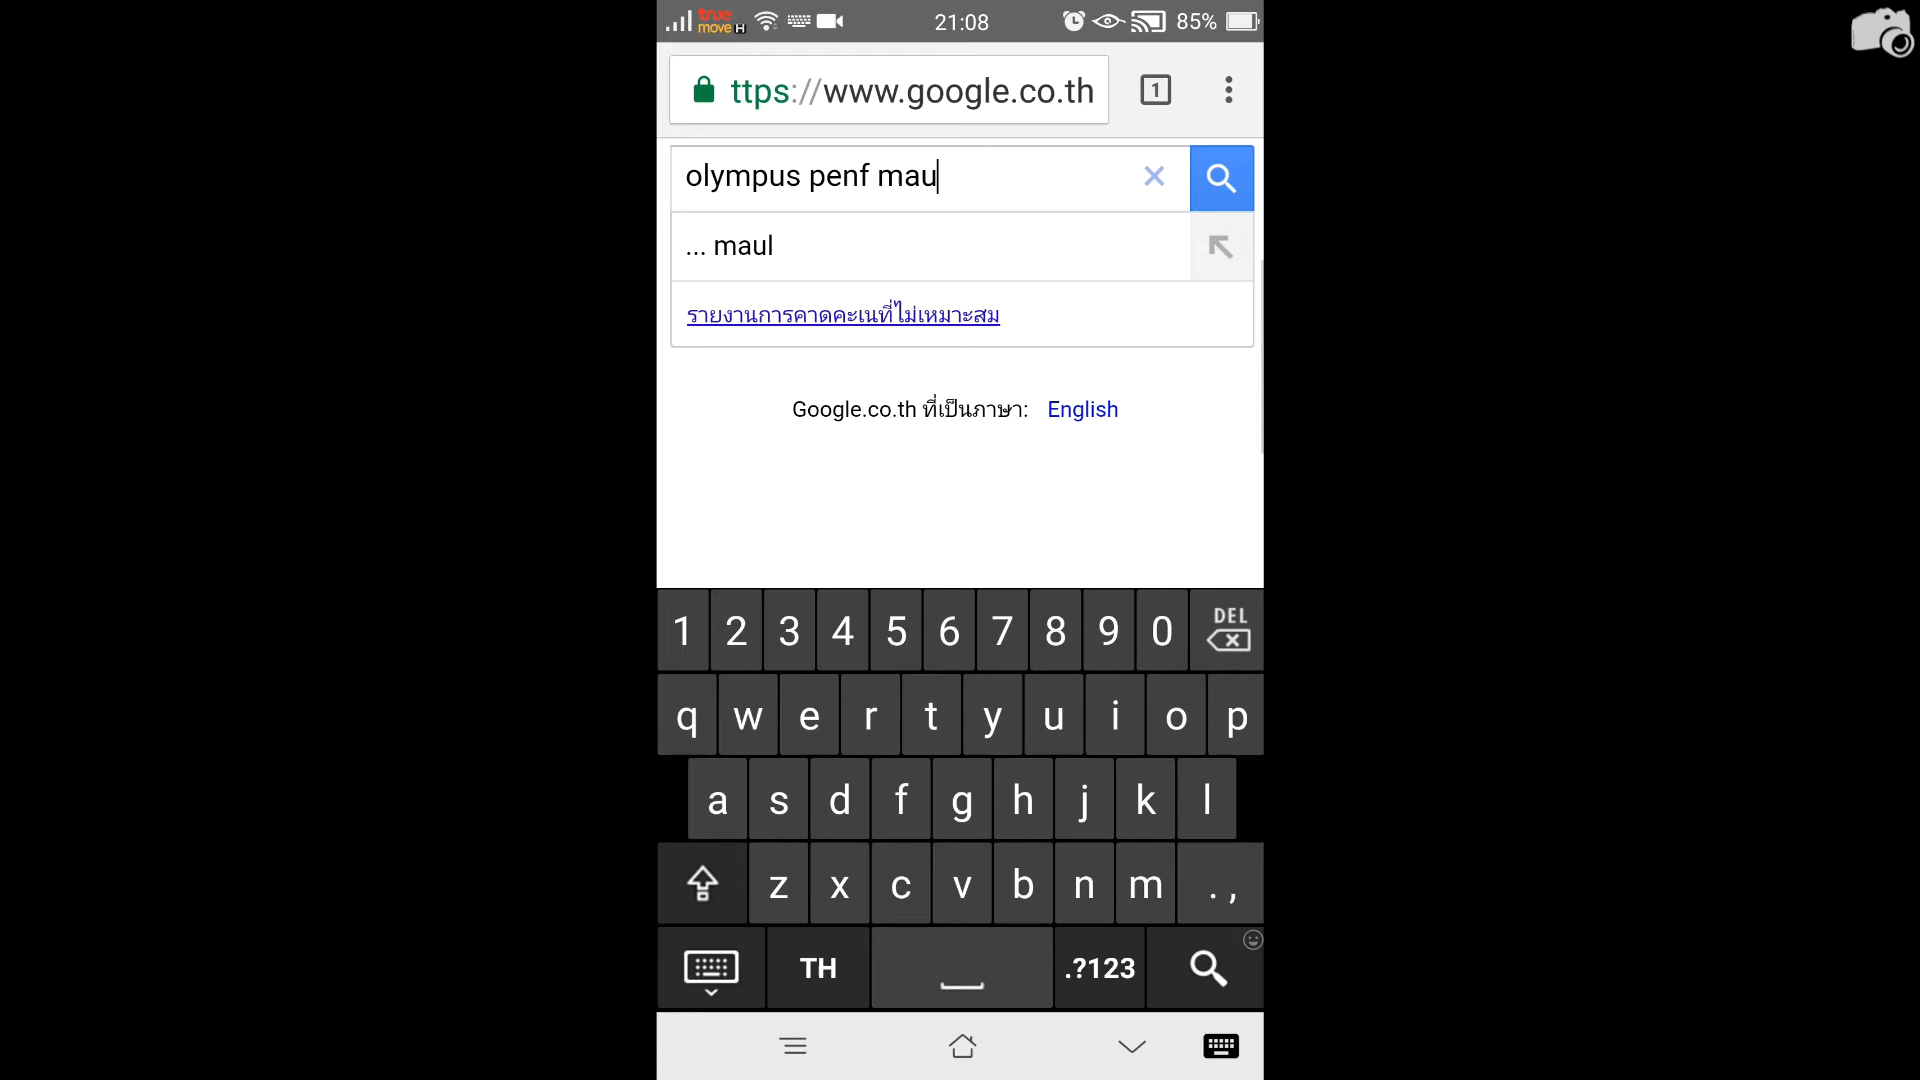 true
move H
21:08
85%
ttps://www.google.co.th
1
olympus penf mau
... maul
รายงานการคาดคะเนที่ไม่เหมาะสม
Google.co.th ที่เป็นภาษา: English
1 2 3 4 5 6 7 8 9 0 DEL
q w e r t y u i o p
a s d f g h j k l
z x c v b n m . ,
TH .?123